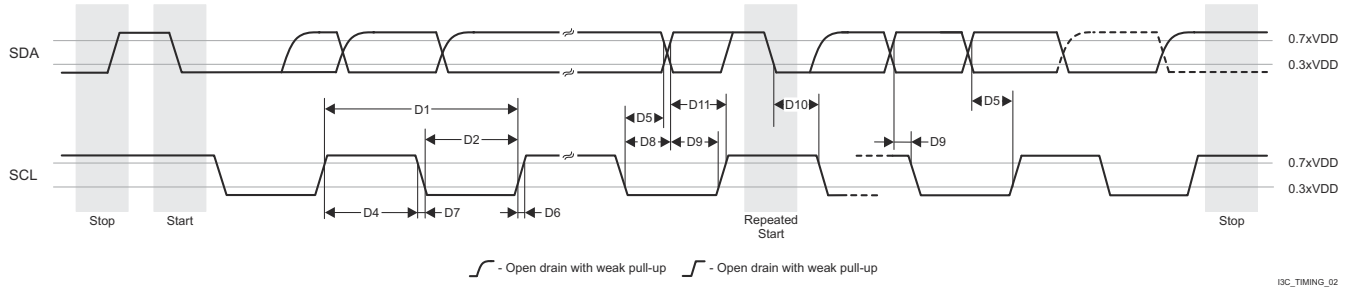 SDA
0.7xVDD
0.3xVDD
D1
D2
D5
D11
D8
D9
D10
D5
D9
SCL
0.7xVDD
0.3xVDD
D4
D7
D6
Stop
Start
Repeated
Start
Stop
- Open drain with weak pull-up
- Open drain with weak pull-up
I3C_TIMING_02